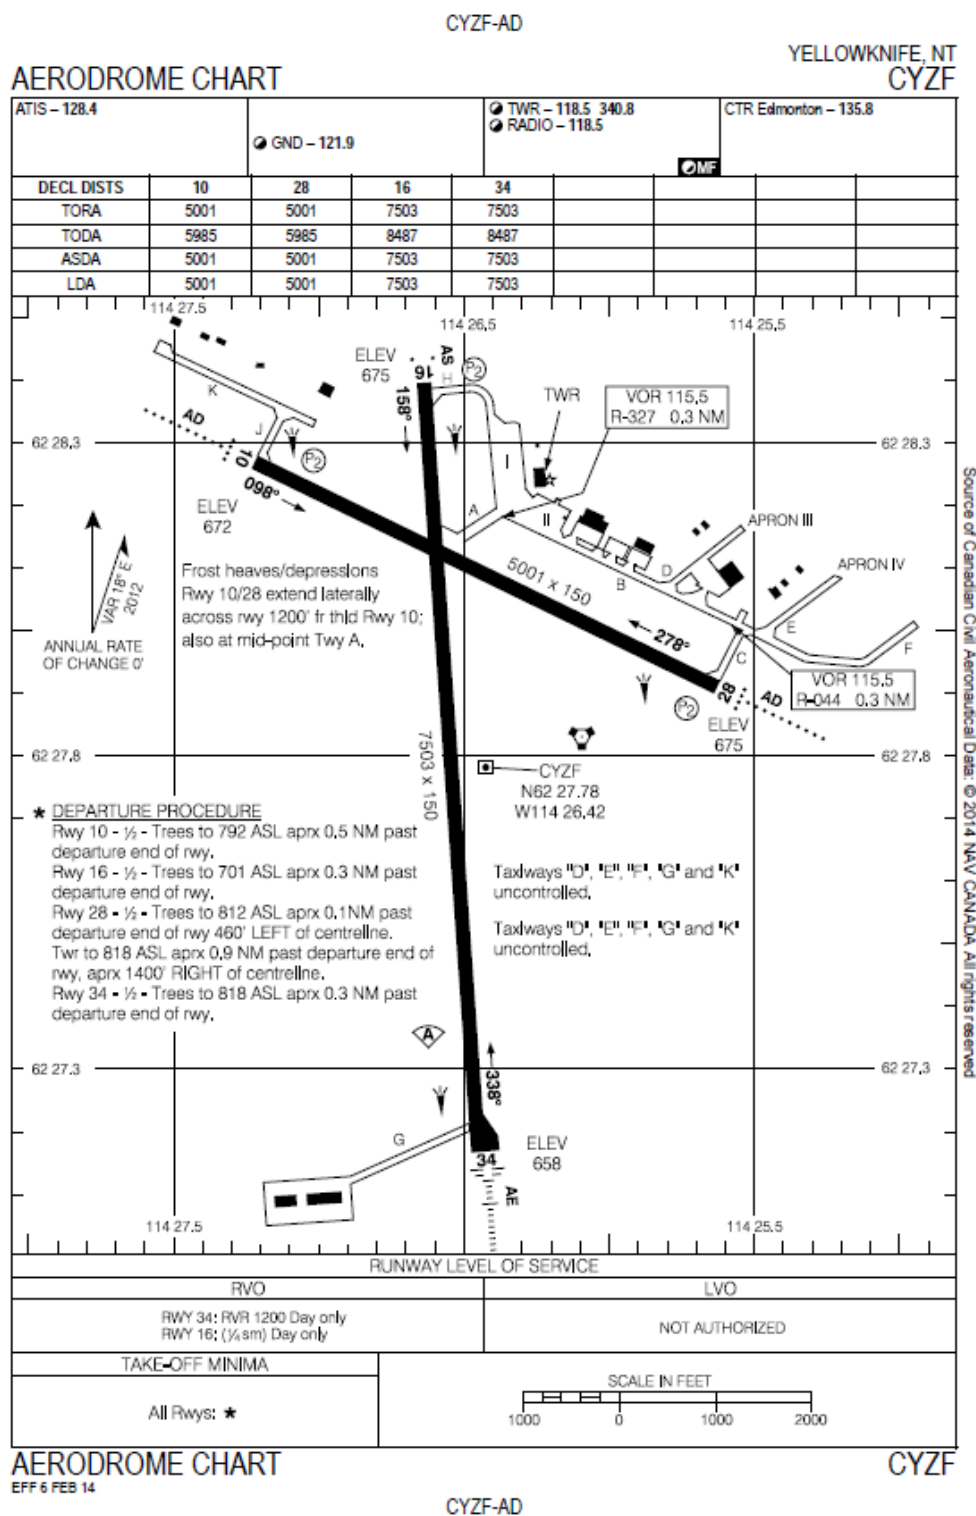 CYZF-AD
YELLOWKNIFE, NT
AERODROME CHART CYZF
ATIS – 128.4
GND – 121.9
TWR – 118.5 340.8
RADIO – 118.5
MF
CTR Edmonton – 135.8
DECL DISTS 10 28 16 34
TORA 5001 5001 7503 7503
TODA 5985 5985 8487 8487
ASDA 5001 5001 7503 7503
LDA 5001 5001 7503 7503
114 27.5
114 26.5
114 25.5
ELEV
675
AS
16
H
P2
158°
K
J
AD
10
P2
098°
ELEV
672
TWR
VOR 115.5
R-327 0.3 NM
62 28.3
62 28.3
I
A
II
APRON III
APRON IV
D
B
E
F
C
5001 x 150
278°
VAR 18° E
2012
ANNUAL RATE
OF CHANGE 0'
Frost heaves/depressions
Rwy 10/28 extend laterally
across rwy 1200' fr thld Rwy 10;
also at mid-point Twy A.
VOR 115.5
R-044 0.3 NM
P2
28
AD
ELEV
675
62 27.8
62 27.8
7503 x 150
CYZF
N62 27.78
W114 26.42
* DEPARTURE PROCEDURE
Rwy 10 - ½ - Trees to 792 ASL aprx 0.5 NM past
departure end of rwy.
Rwy 16 - ½ - Trees to 701 ASL aprx 0.3 NM past
departure end of rwy.
Rwy 28 - ½ - Trees to 812 ASL aprx 0.1NM past
departure end of rwy 460' LEFT of centreline.
Twr to 818 ASL aprx 0.9 NM past departure end of
rwy, aprx 1400' RIGHT of centreline.
Rwy 34 - ½ - Trees to 818 ASL aprx 0.3 NM past
departure end of rwy.
Taxiways "D", "E", "F", "G" and "K"
uncontrolled.
Taxiways "D", "E", "F", "G" and "K"
uncontrolled.
A
62 27.3
62 27.3
338°
G
34
ELEV
658
AE
114 27.5
114 25.5
Source of Canadian Civil Aeronautical Data: © 2014 NAV CANADA All rights reserved
RUNWAY LEVEL OF SERVICE
RVO LVO
RWY 34: RVR 1200 Day only
RWY 16: (¼ sm) Day only
NOT AUTHORIZED
TAKE-OFF MINIMA
All Rwys: *
SCALE IN FEET
1000 0 1000 2000
AERODROME CHART CYZF
EFF 6 FEB 14
CYZF-AD